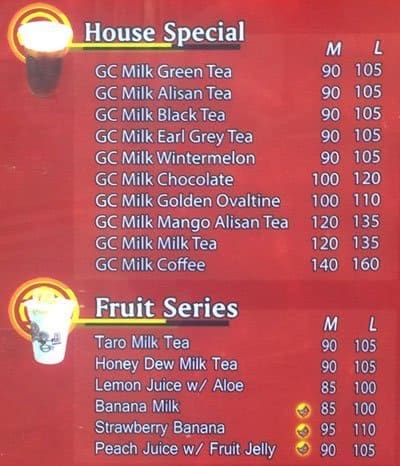 House Special
M L
GC Milk Green Tea 90 105
GC Milk Alisan Tea 90 105
GC Milk Black Tea 90 105
GC Milk Earl Grey Tea 90 105
GC Milk Wintermelon 90 105
GC Milk Chocolate 100 120
GC Milk Golden Ovaltine 100 110
GC Milk Mango Alisan Tea 120 135
GC Milk Milk Tea 120 135
GC Milk Coffee 140 160
Fruit Series
M L
Taro Milk Tea 90 105
Honey Dew Milk Tea 90 105
Lemon Juice w/ Aloe 85 100
Banana Milk 85 100
Strawberry Banana 95 110
Peach Juice w/ Fruit Jelly 90 105